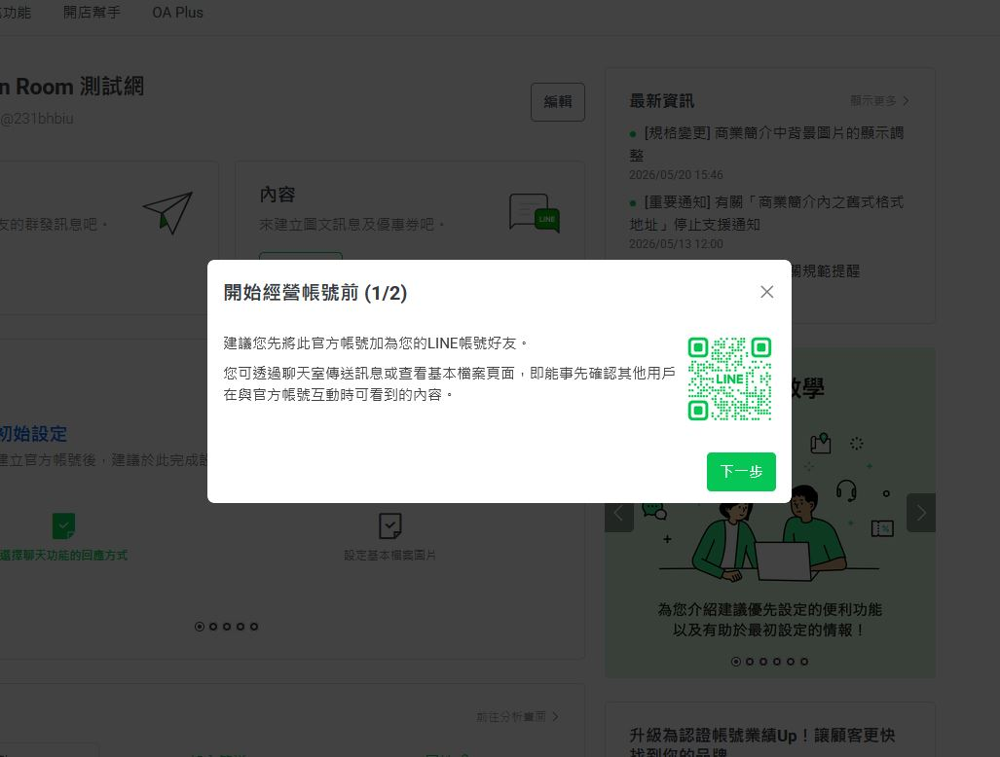 功能
開店幫手
OA Plus
n Room 測試網
@231bhbiu
編輯
友的群發訊息吧。
內容
來建立圖文訊息及優惠券吧。
LINE
最新資訊
顯示更多
[規格變更] 商業簡介中背景圖片的顯示調
整
2026/05/20 15:46
[重要通知] 有關「商業簡介內之舊式格式
地址」停止支援通知
2026/05/13 12:00
關規範提醒
開始經營帳號前 (1/2)
建議您先將此官方帳號加為您的LINE帳號好友。
您可透過聊天室傳送訊息或查看基本檔案頁面，即能事先確認其他用戶
在與官方帳號互動時可看到的內容。
LINE
下一步
初始設定
建立官方帳號後，建議於此完成設
選擇聊天功能的回應方式
設定基本檔案圖片
教學
為您介紹建議優先設定的便利功能
以及有助於最初設定的情報！
前往分析畫面
升級為認證帳號業績Up！讓顧客更快
找到你的品牌